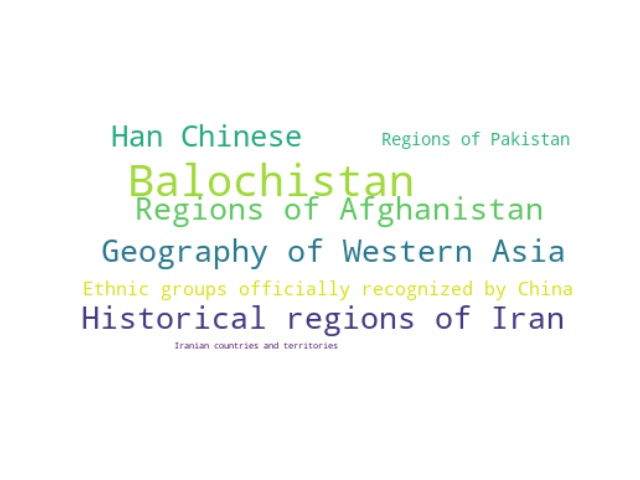 Han Chinese
Regions of Pakistan
Balochistan
Regions of Afghanistan
Geography of Western Asia
Ethnic groups officially recognized by China
Historical regions of Iran
Iranian countries and territories